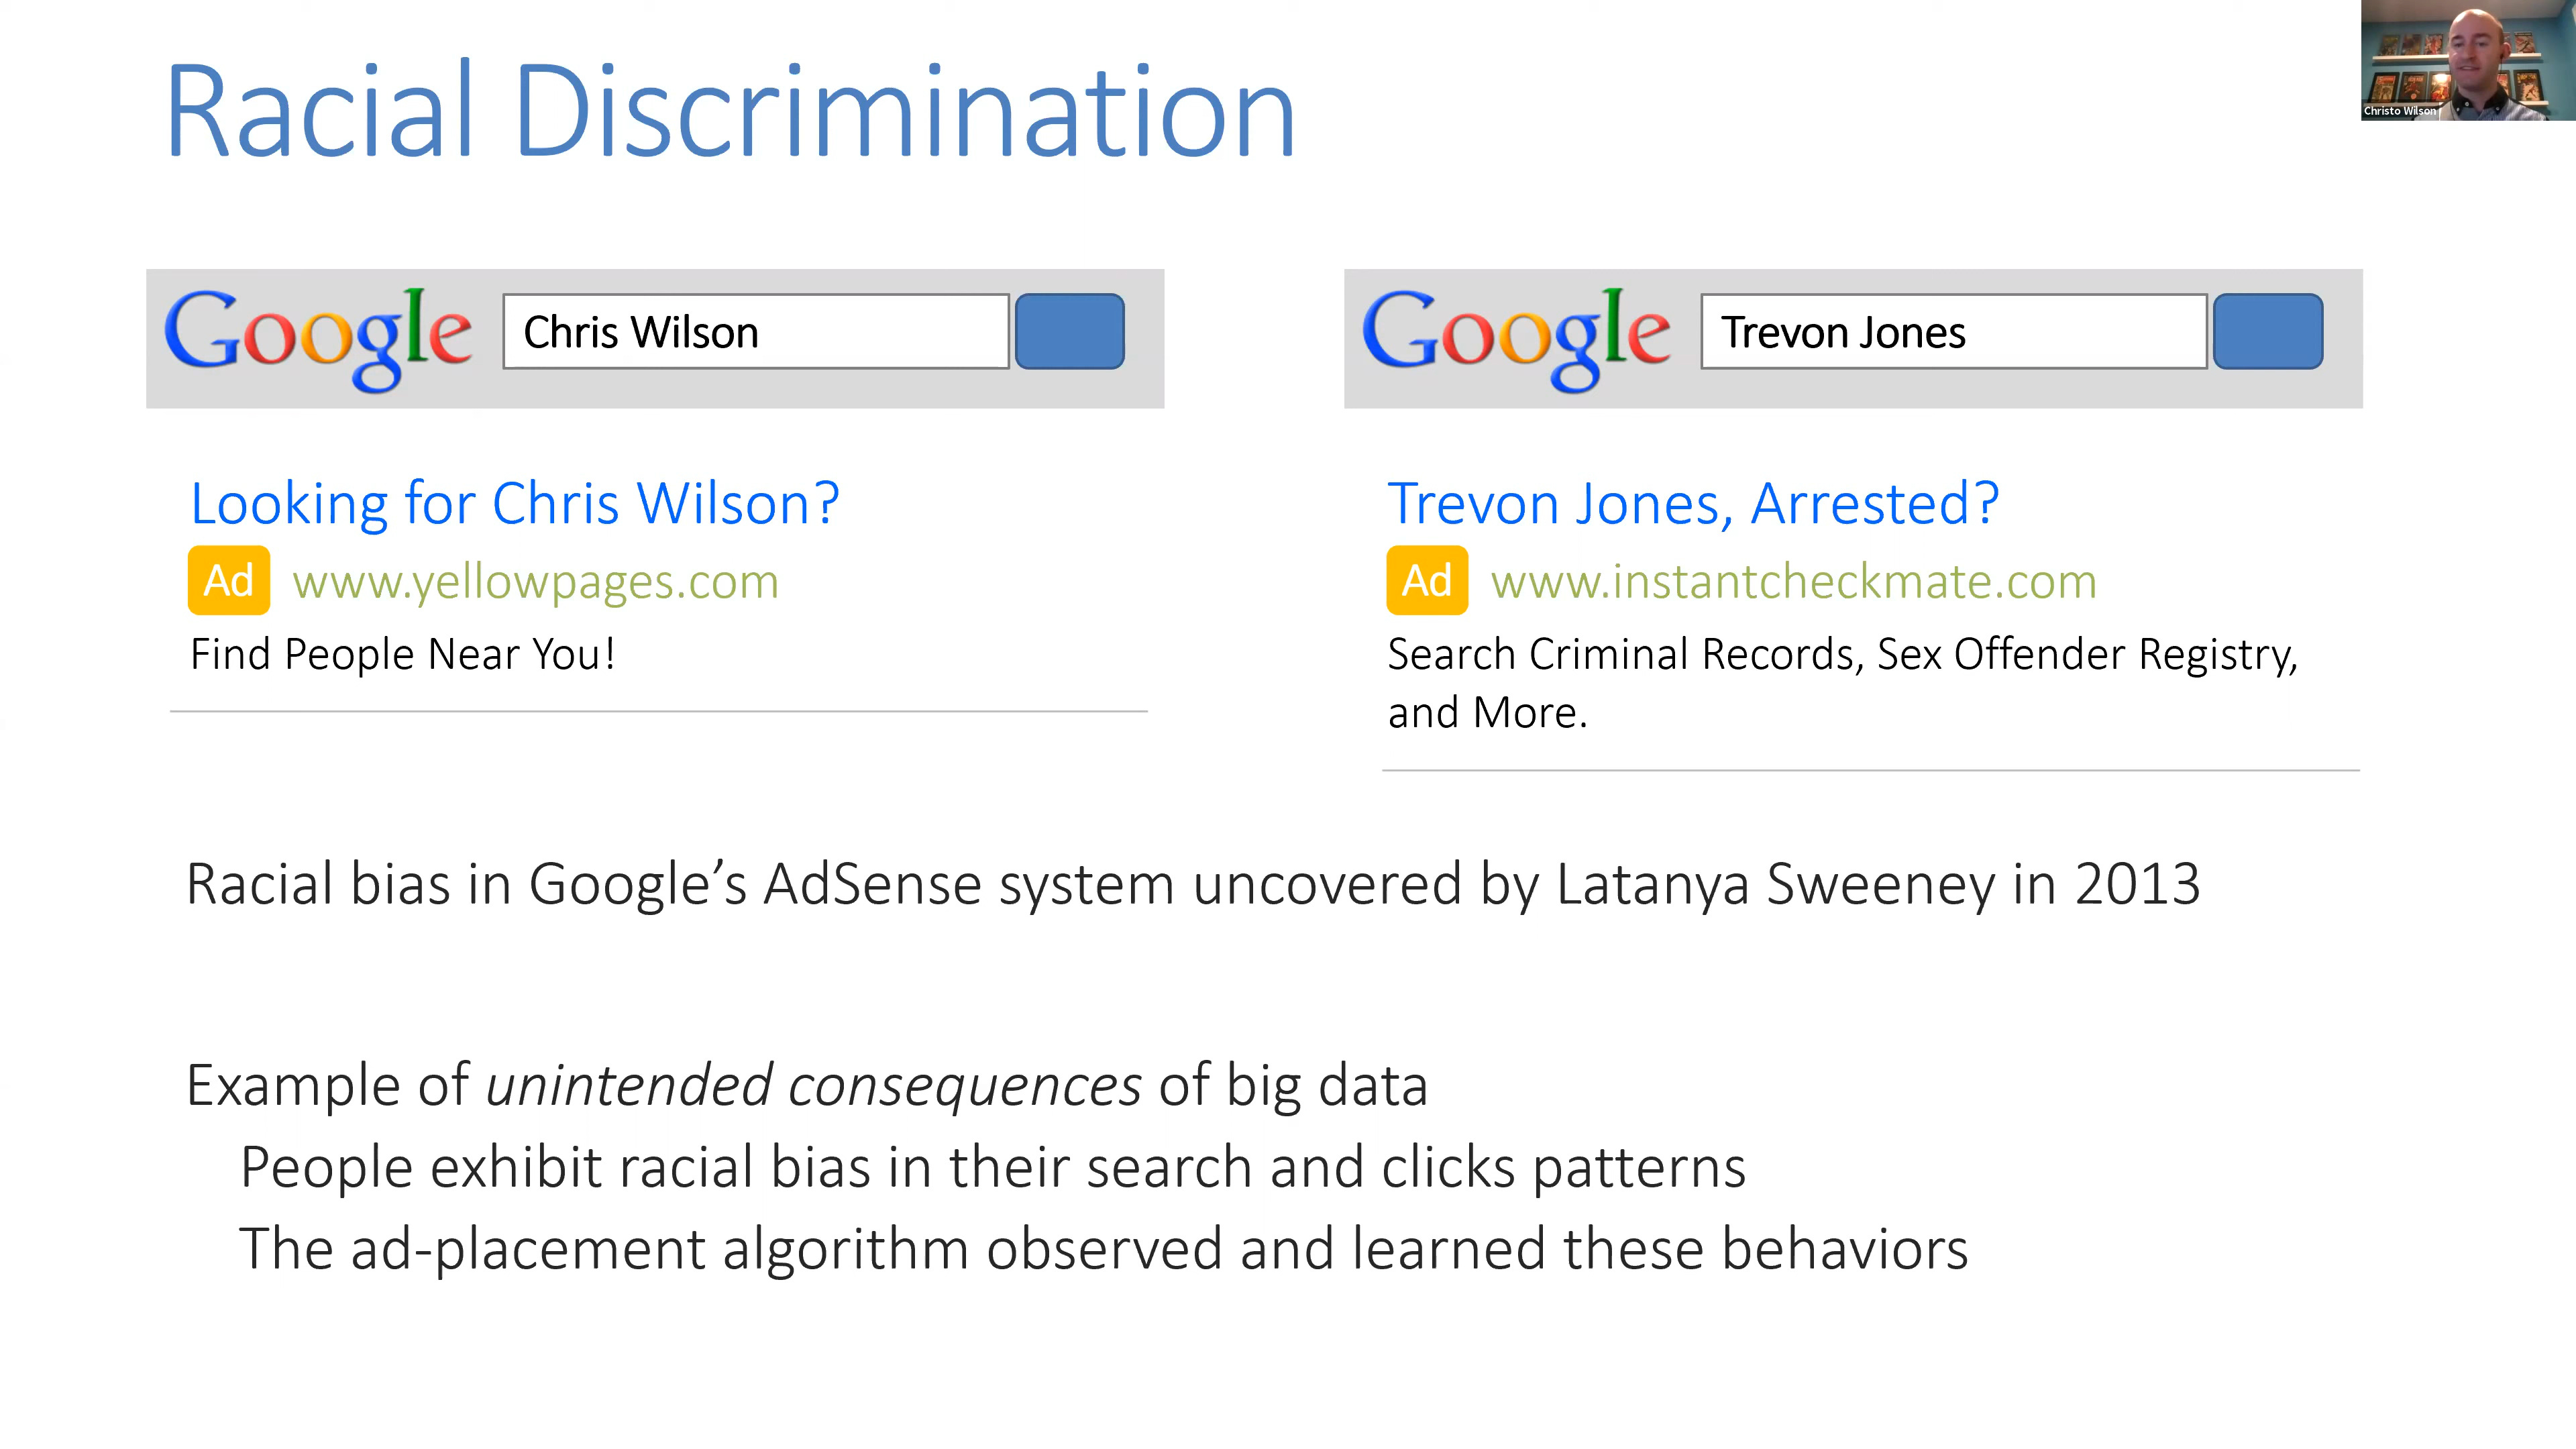 Racial Discrimination
Christo Wilson
Google Chris Wilson
Looking for Chris Wilson?
Ad www.yellowpages.com
Find People Near You!
Google Trevon Jones
Trevon Jones, Arrested?
Ad www.instantcheckmate.com
Search Criminal Records, Sex Offender Registry,
and More.
Racial bias in Google’s AdSense system uncovered by Latanya Sweeney in 2013
Example of unintended consequences of big data
People exhibit racial bias in their search and clicks patterns
The ad-placement algorithm observed and learned these behaviors